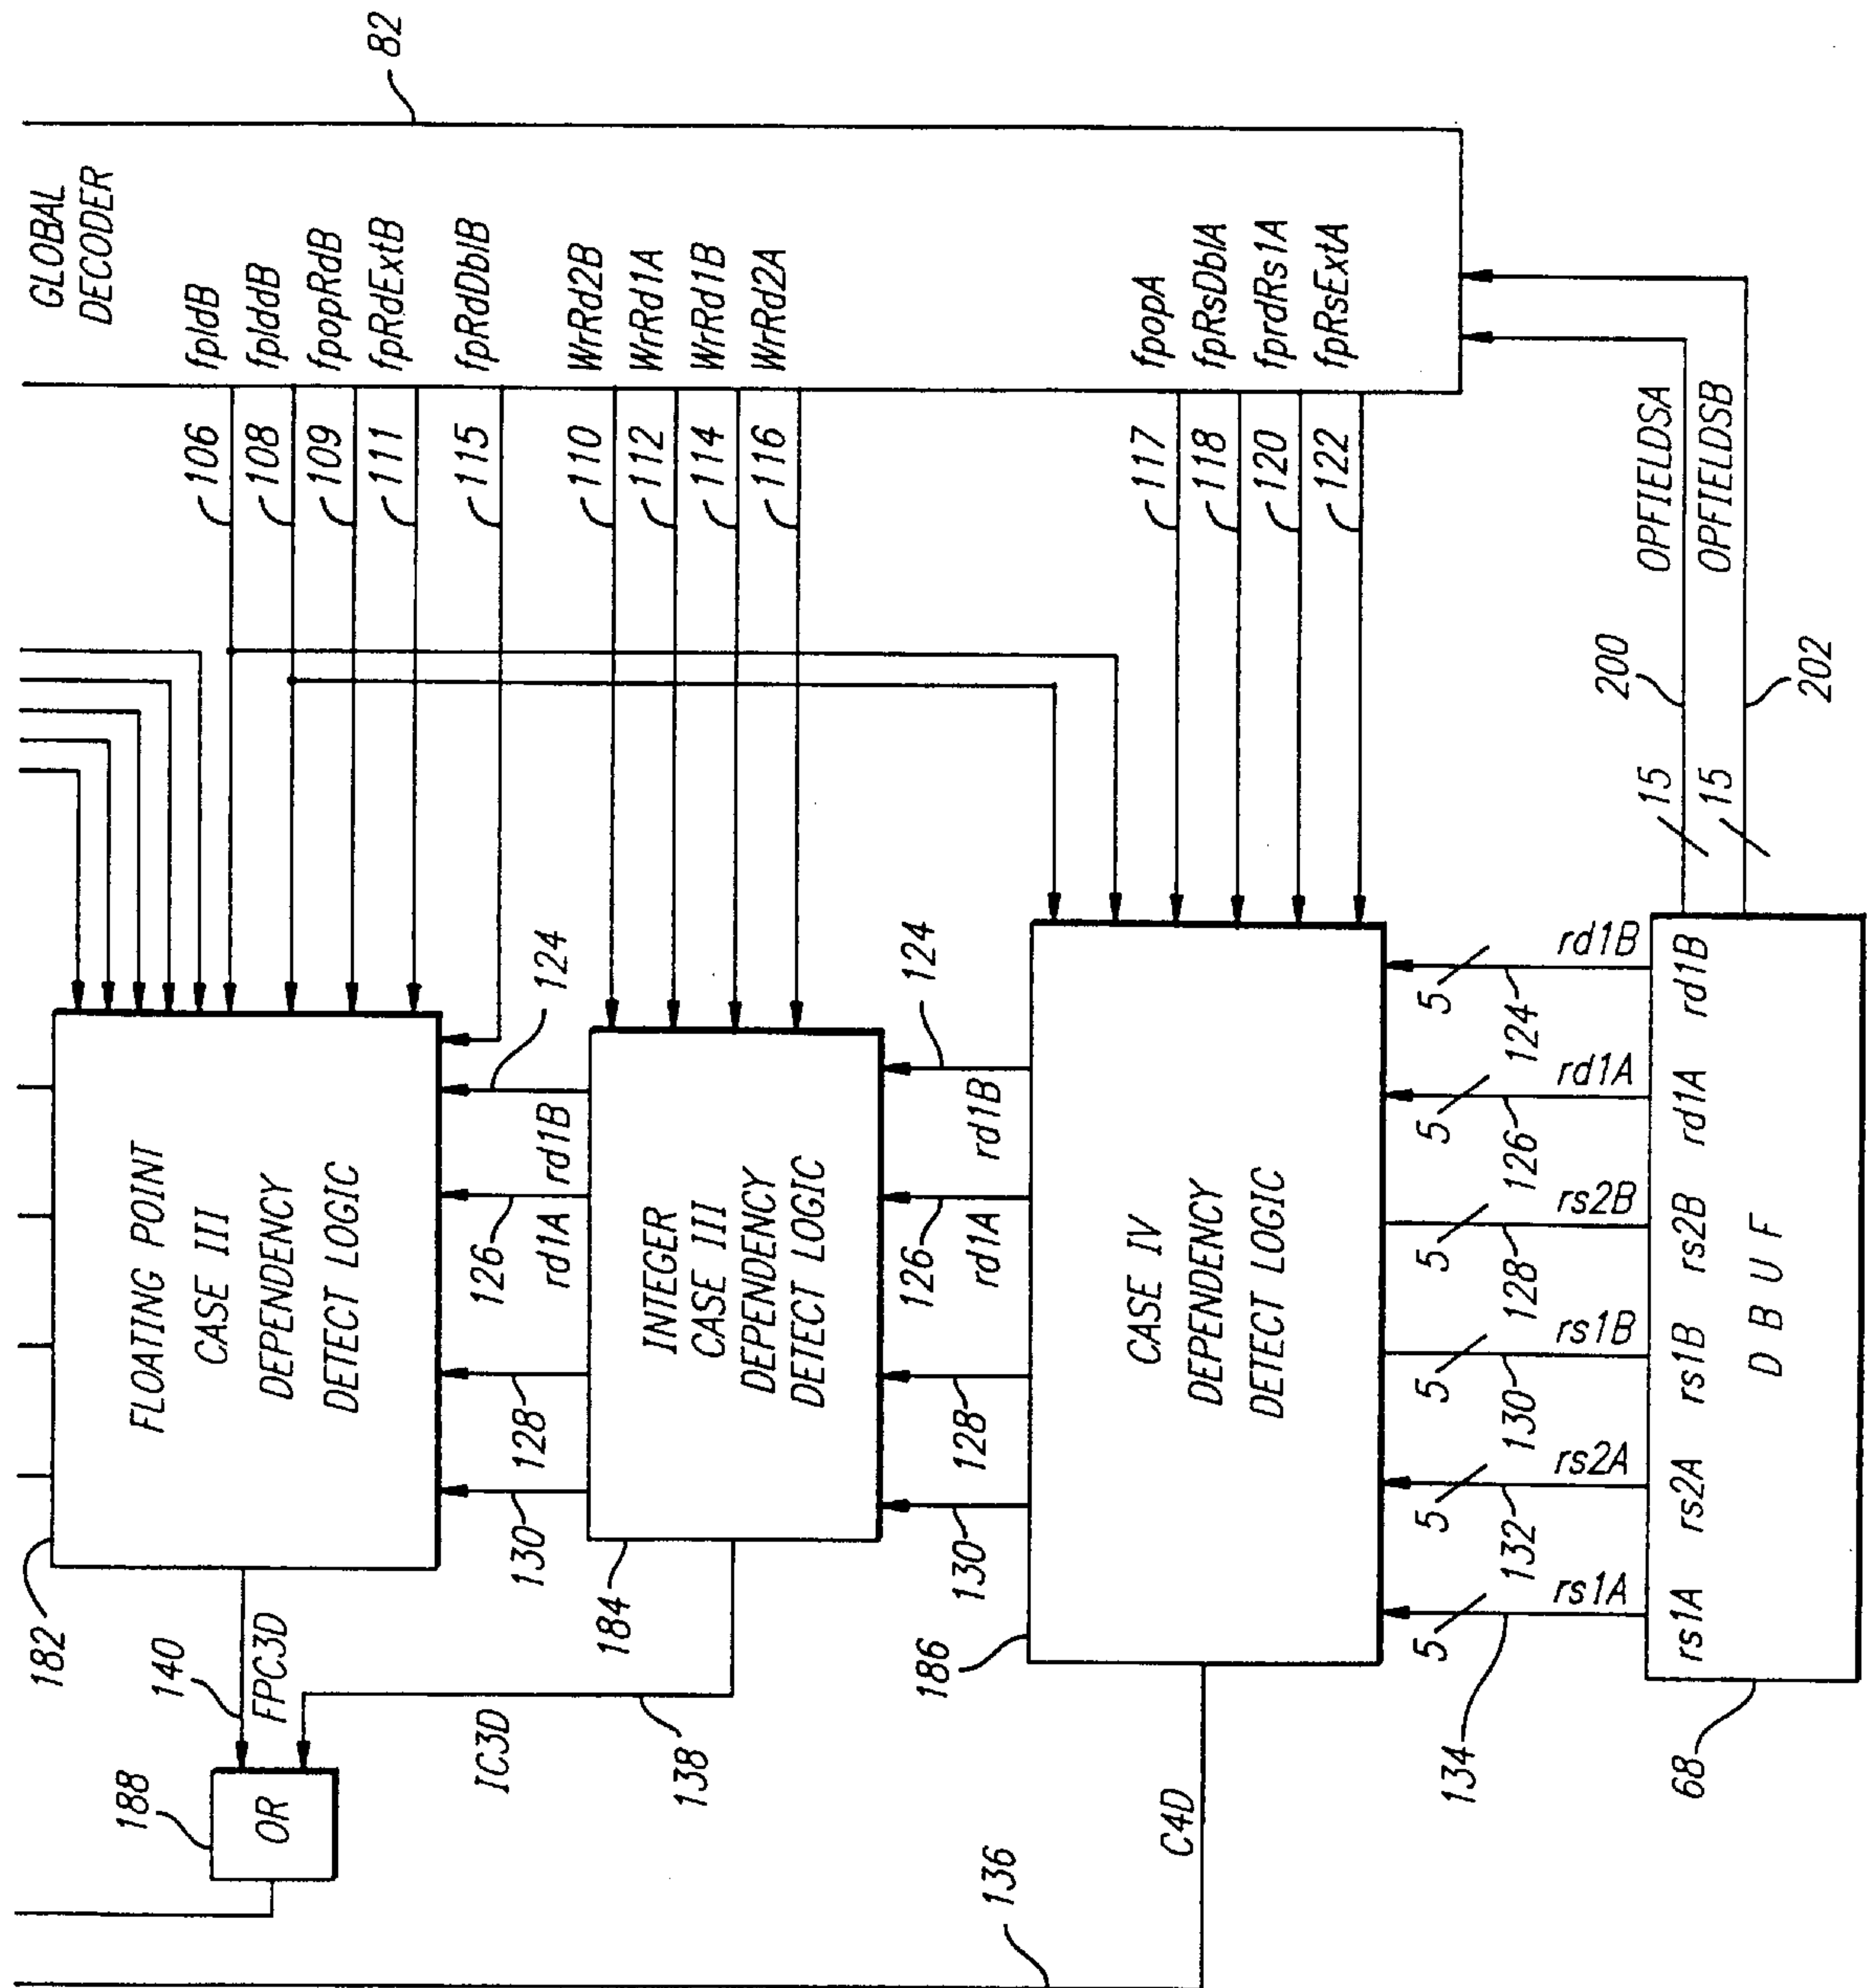 GLOBAL
DECODER
82
fpldB
fplddB
fpopRdB
fpRdExtB
fpRdDblB
WrRd2B
WrRd1A
WrRd1B
WrRd2A
fpopA
fpRsDblA
fprdRs1A
fpRsExtA
106
108
109
111
115
110
112
114
116
117
118
120
122
OPFIELDSA
OPFIELDSB
200
202
15
15
FLOATING POINT
CASE III
DEPENDENCY
DETECT LOGIC
182
140
FPC3D
188
OR
124
rd1B
126
rd1A
128
130
INTEGER
CASE III
DEPENDENCY
DETECT LOGIC
184
IC3D
138
124
rd1B
126
rd1A
128
130
CASE IV
DEPENDENCY
DETECT LOGIC
186
C4D
136
5
rs1A
134
5
rs2A
132
5
rs1B
130
5
rs2B
128
5
rd1A
126
5
rd1B
124
rs1A rs2A rs1B rs2B rd1A rd1B
D B U F
68